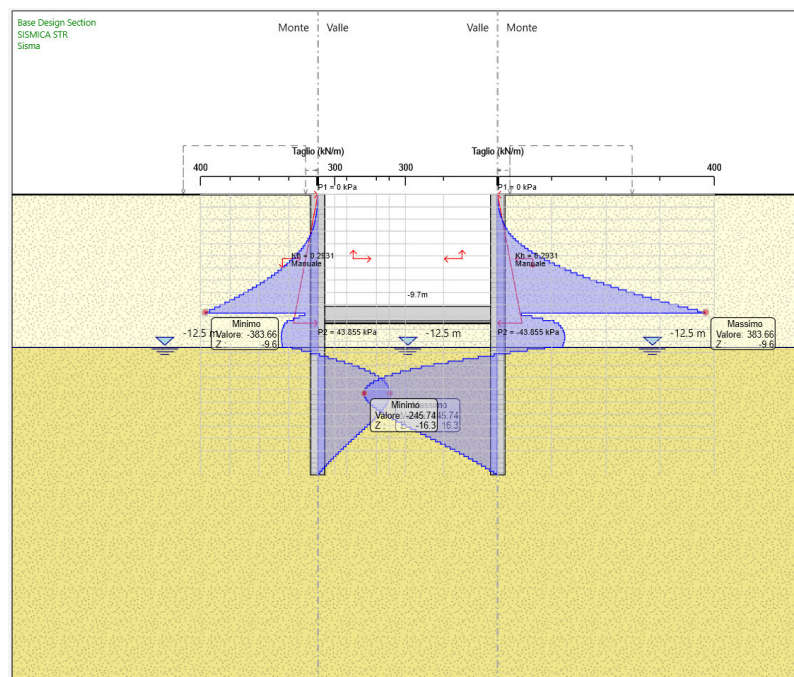 Base Design Section
SISMICA STR
Sisma
Monte Valle
Valle Monte
Taglio (kN/m)
Taglio (kN/m)
400
300
300
400
P1 = 0 kPa
P1 = 0 kPa
Kh = 0.2931
Manuale
Kh = 0.2931
Manuale
-9.7m
Minimo
Valore: -383.66
Z : -9.6
-12.5 m
P2 = 43.855 kPa
-12.5 m
P2 = -43.855 kPa
-12.5 m
Massimo
Valore: 383.66
Z : -9.6
Minimo
Valore: -245.74
Z : -16.3